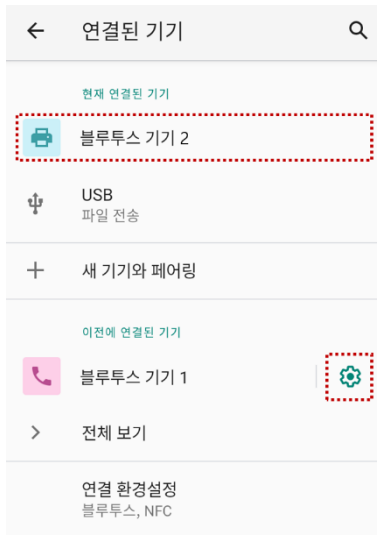 연결된 기기
현재 연결된 기기
블루투스 기기 2
USB
파일 전송
새 기기와 페어링
이전에 연결된 기기
블루투스 기기 1
전체 보기
연결 환경설정
블루투스, NFC